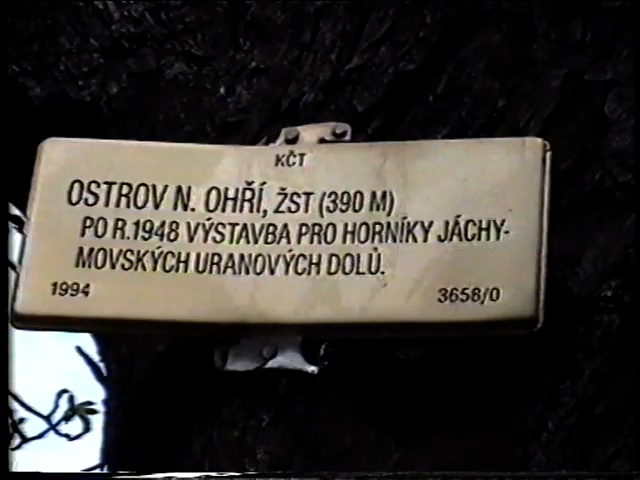 KČT
OSTROV N. OHŘÍ, ŽST (390 M)
PO R.1948 VÝSTAVBA PRO HORNÍKY JÁCHY-
MOVSKÝCH URANOVÝCH DOLŮ.
1994 3658/0